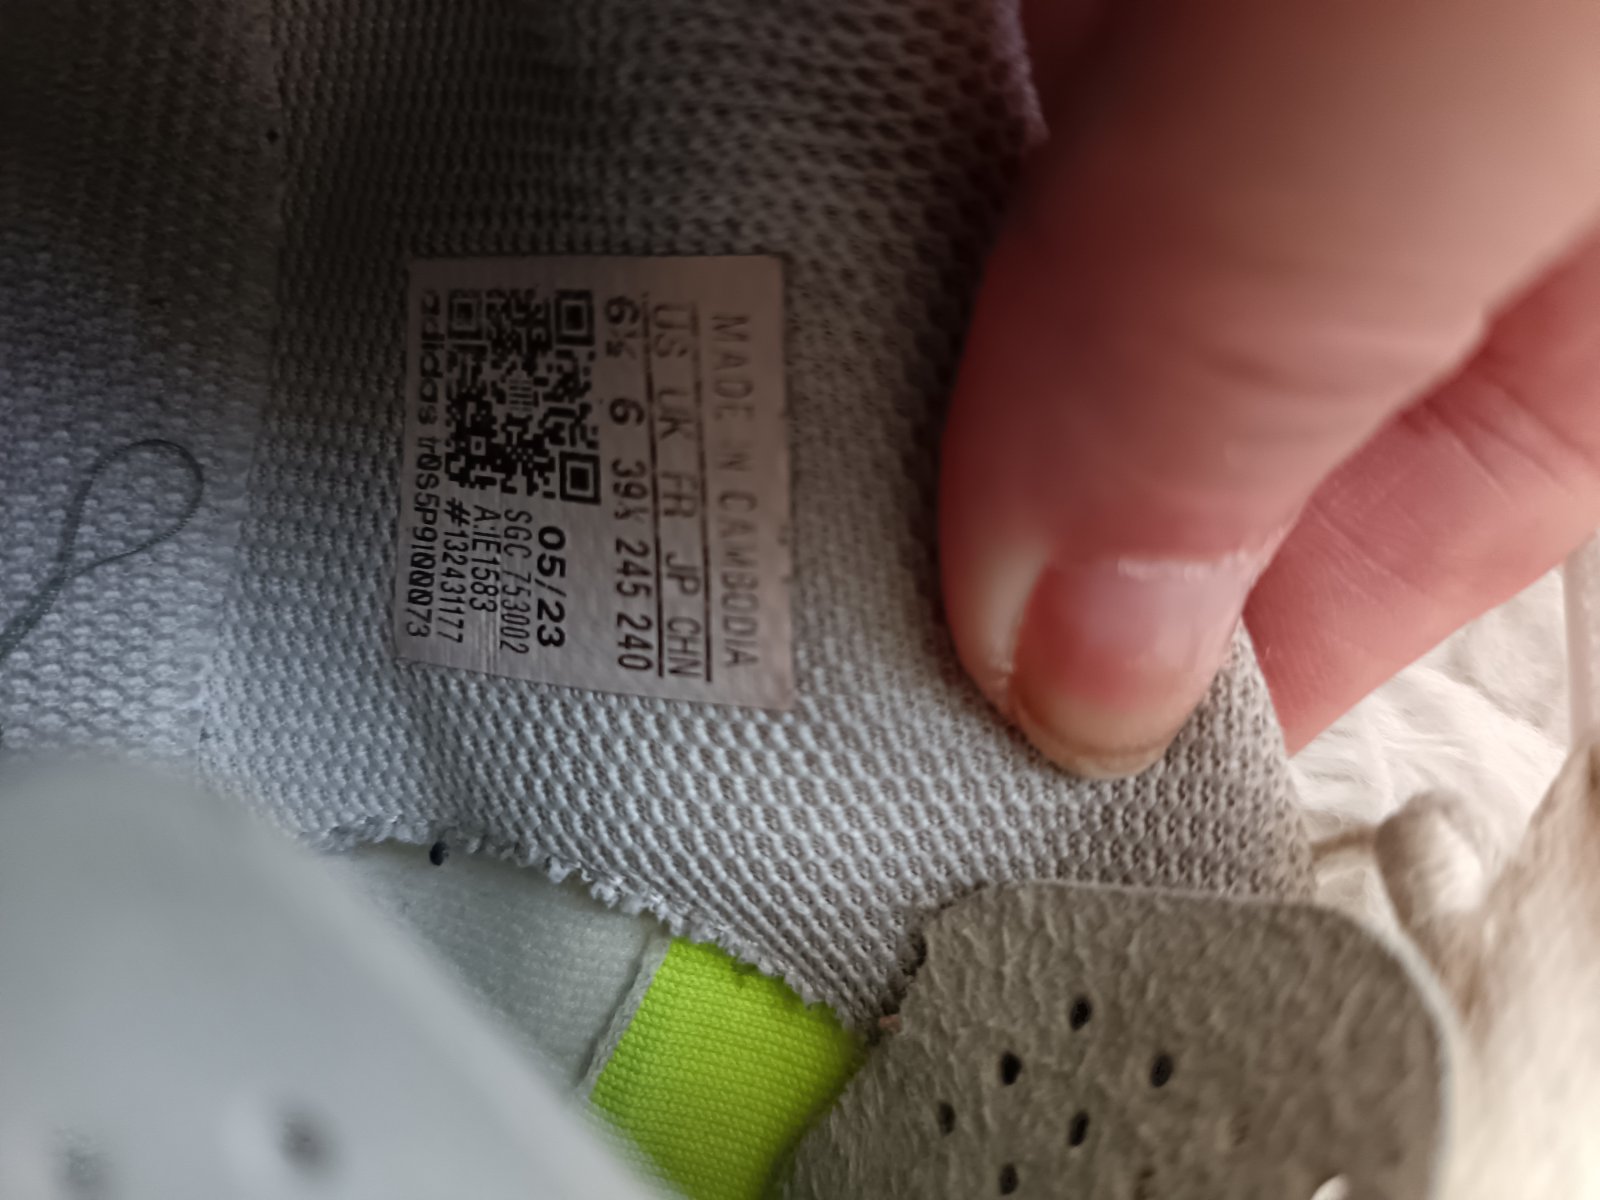 MADE IN CAMBODIA
US UK FR JP CHN
6½ 6 39⅓ 245 240
05/23
SGC 753002
A:IE1583
#132431177
adidas tr0S5P9I000073